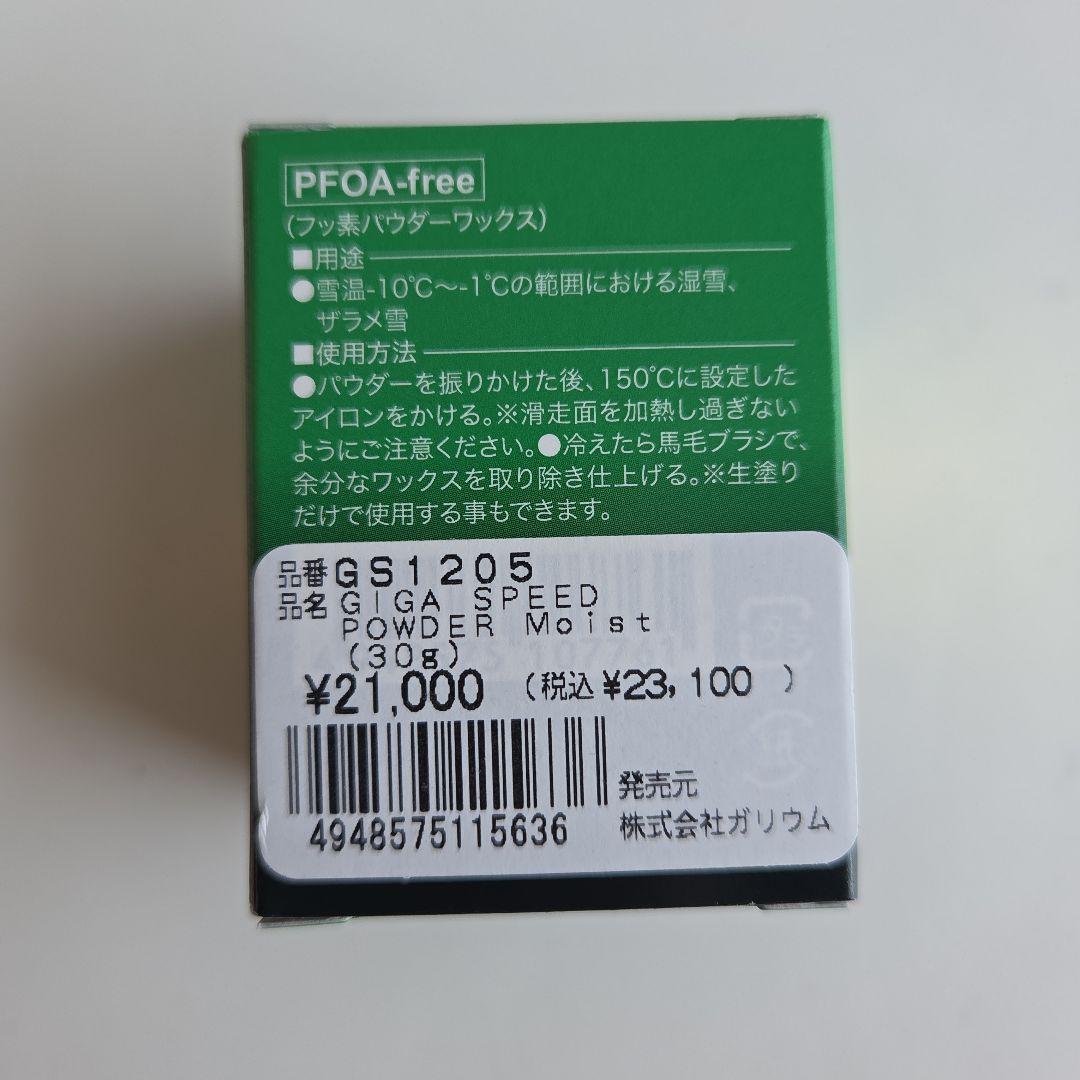 PFOA-free
（フッ素パウダーワックス）
■用途
●雪温-10℃〜-1℃の範囲における湿雪、
ザラメ雪
■使用方法
●パウダーを振りかけた後、150℃に設定した
アイロンをかける。※滑走面を加熱し過ぎない
ようにご注意ください。●冷えたら馬毛ブラシで、
余分なワックスを取り除き仕上げる。※生塗り
だけで使用する事もできます。
品番GS1205
品名 GIGA SPEED
POWDER Moist
(30g)
¥21,000 (税込¥23,100 )
4948575115636
発売元
株式会社ガリウム